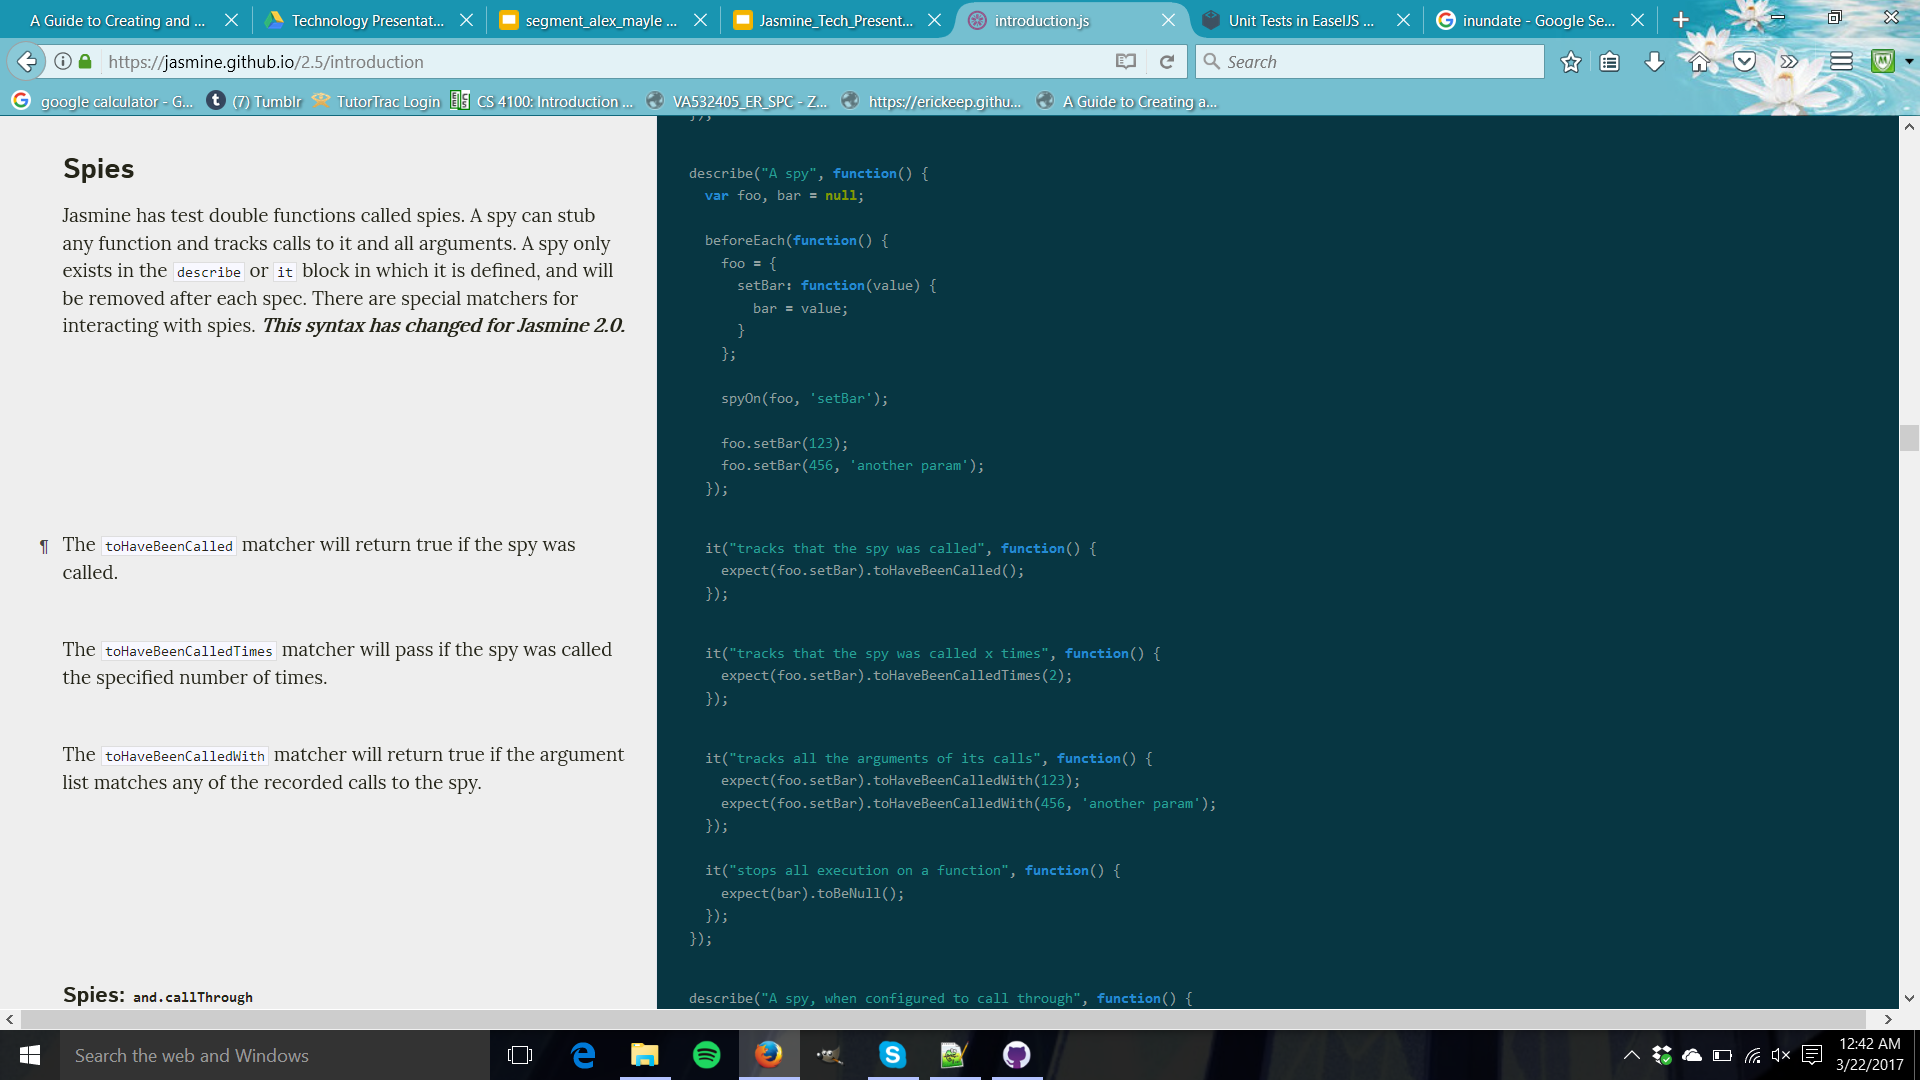 A Guide to Creating and ...
Technology Presentat...
segment_alex_mayle ...
Jasmine_Tech_Present...
introduction.js
Unit Tests in EaselJS ...
inundate - Google Se...
https://jasmine.github.io/2.5/introduction
Search
google calculator - G...
(7) Tumblr
TutorTrac Login
CS 4100: Introduction ...
VA532405_ER_SPC - Z...
https://erickeep.githu...
A Guide to Creating a...
Spies
Jasmine has test double functions called spies. A spy can stub
any function and tracks calls to it and all arguments. A spy only
exists in the describe or it block in which it is defined, and will
be removed after each spec. There are special matchers for
interacting with spies. This syntax has changed for Jasmine 2.0.
¶ The toHaveBeenCalled matcher will return true if the spy was
called.
The toHaveBeenCalledTimes matcher will pass if the spy was called
the specified number of times.
The toHaveBeenCalledWith matcher will return true if the argument
list matches any of the recorded calls to the spy.
Spies: and.callThrough
});
describe("A spy", function() {
var foo, bar = null;
beforeEach(function() {
foo = {
setBar: function(value) {
bar = value;
}
};
spyOn(foo, 'setBar');
foo.setBar(123);
foo.setBar(456, 'another param');
});
it("tracks that the spy was called", function() {
expect(foo.setBar).toHaveBeenCalled();
});
it("tracks that the spy was called x times", function() {
expect(foo.setBar).toHaveBeenCalledTimes(2);
});
it("tracks all the arguments of its calls", function() {
expect(foo.setBar).toHaveBeenCalledWith(123);
expect(foo.setBar).toHaveBeenCalledWith(456, 'another param');
});
it("stops all execution on a function", function() {
expect(bar).toBeNull();
});
});
describe("A spy, when configured to call through", function() {
Search the web and Windows
12:42 AM
3/22/2017